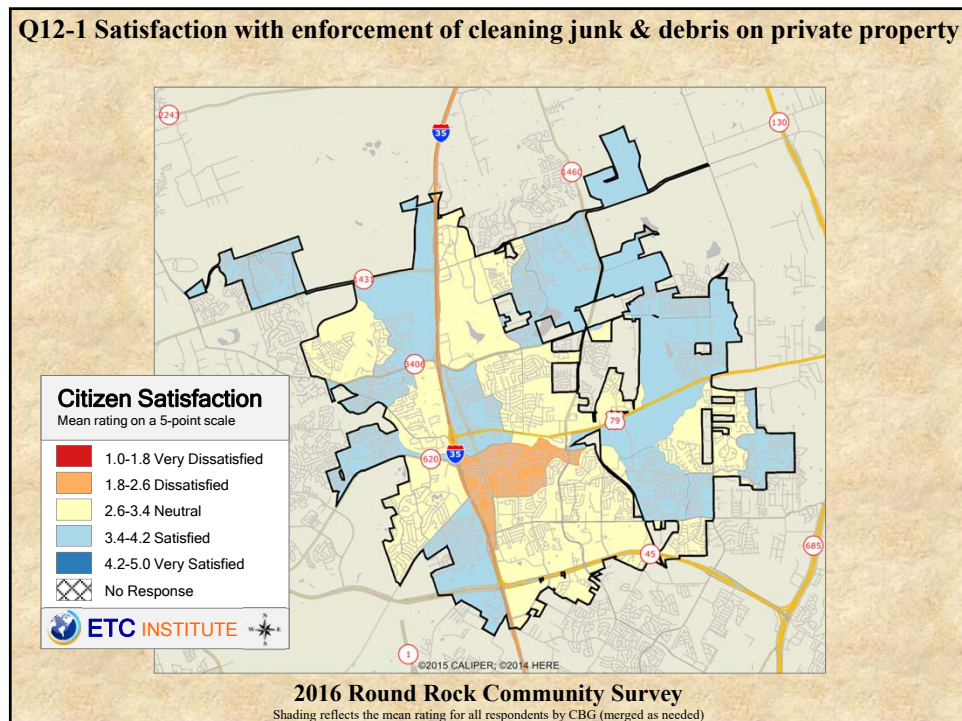 Q12-1 Satisfaction with enforcement of cleaning junk & debris on private property
2243
35
130
1460
1431
3406
79
620
35
45
685
1
©2015 CALIPER; ©2014 HERE
Citizen Satisfaction
Mean rating on a 5-point scale
1.0-1.8 Very Dissatisfied
1.8-2.6 Dissatisfied
2.6-3.4 Neutral
3.4-4.2 Satisfied
4.2-5.0 Very Satisfied
No Response
ETC INSTITUTE
N
W
E
S
2016 Round Rock Community Survey
Shading reflects the mean rating for all respondents by CBG (merged as needed)